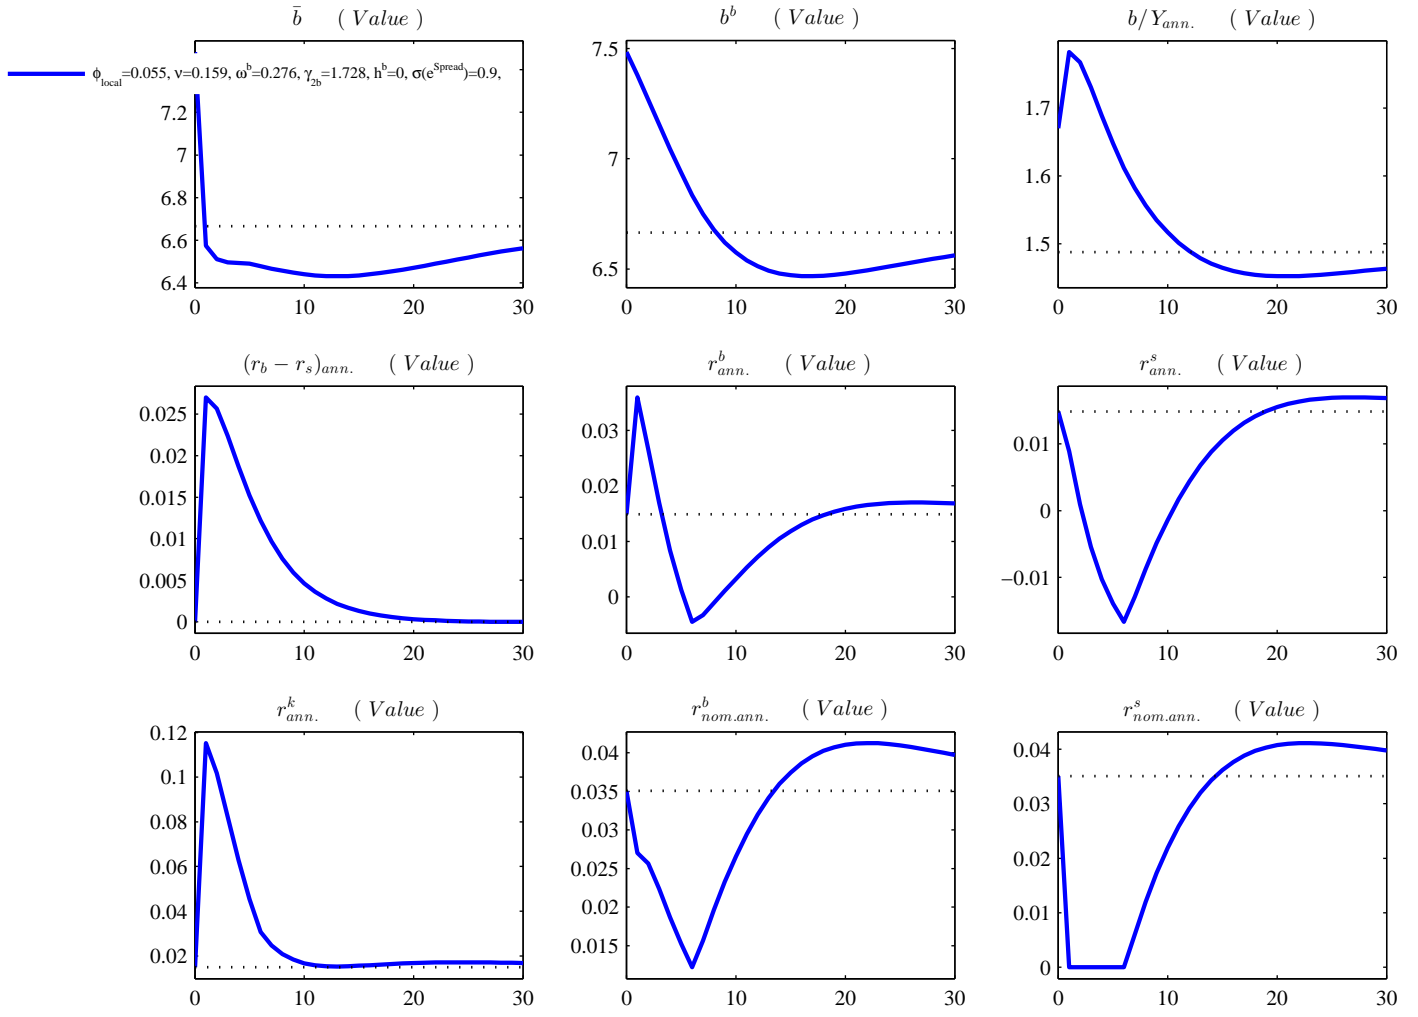 b̄ ( Value )
b^b ( Value )
b/Y_ann. ( Value )
ϕ_local=0.055, ν=0.159, ω^b=0.276, γ_2b=1.728, h^b=0, σ(e^Spread)=0.9,
7.2
7
6.8
6.6
6.4
0 10 20 30
7.5
7
6.5
0 10 20 30
1.7
1.6
1.5
0 10 20 30
(r_b − r_s)_ann. ( Value )
r^b_ann. ( Value )
r^s_ann. ( Value )
0.025
0.02
0.015
0.01
0.005
0
0 10 20 30
0.03
0.02
0.01
0
0 10 20 30
0.01
0
−0.01
0 10 20 30
r^k_ann. ( Value )
r^b_nom.ann. ( Value )
r^s_nom.ann. ( Value )
0.12
0.1
0.08
0.06
0.04
0.02
0 10 20 30
0.04
0.035
0.03
0.025
0.02
0.015
0 10 20 30
0.04
0.03
0.02
0.01
0
0 10 20 30